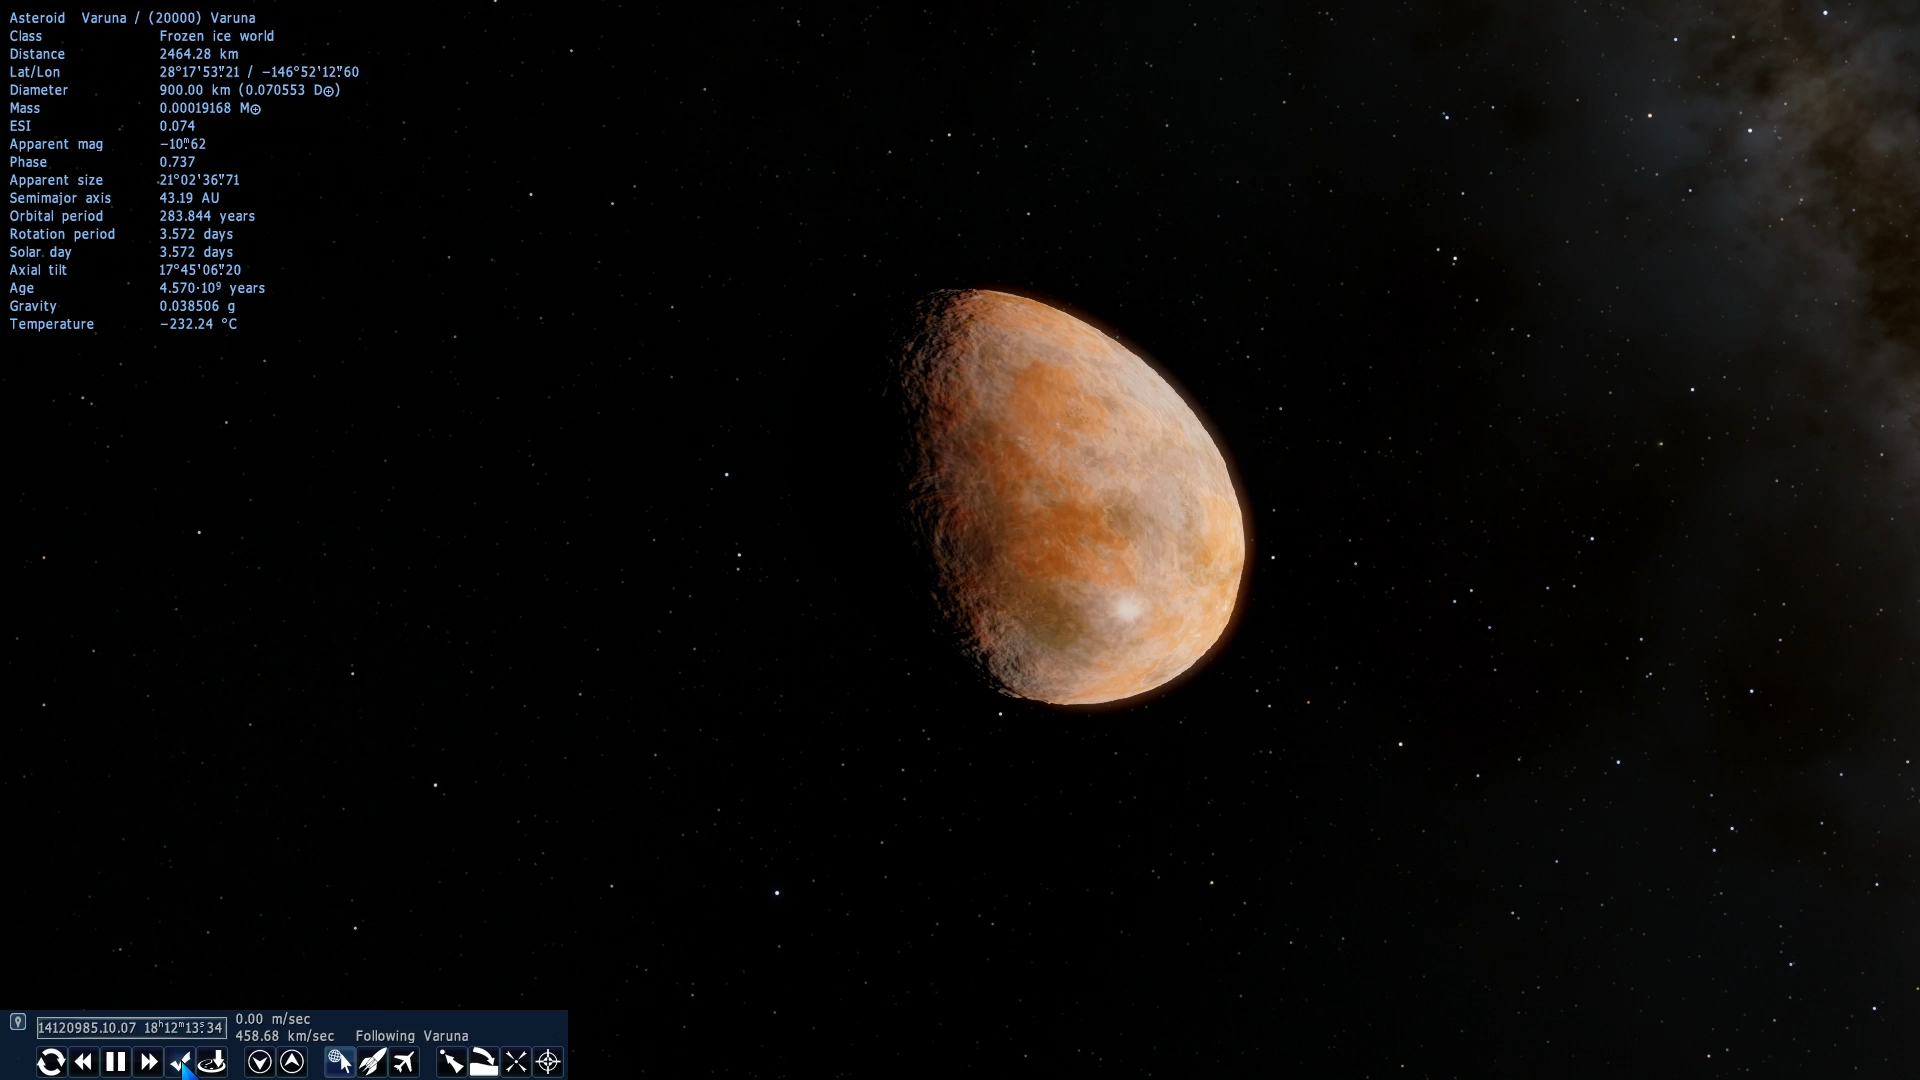 Asteroid Varuna / (20000) Varuna
Class Frozen ice world
Distance 2464.28 km
Lat/Lon 28°17'53"21 / −146°52'12"60
Diameter 900.00 km (0.070553 D⊕)
Mass 0.00019168 M⊕
ESI 0.074
Apparent mag −10ᵐ62
Phase 0.737
Apparent size 21°02'36"71
Semimajor axis 43.19 AU
Orbital period 283.844 years
Rotation period 3.572 days
Solar day 3.572 days
Axial tilt 17°45'06"20
Age 4.570·10⁹ years
Gravity 0.038506 g
Temperature −232.24 °C
0.00 m/sec
14120985.10.07 18ʰ12ᵐ13ˢ34
458.68 km/sec Following Varuna